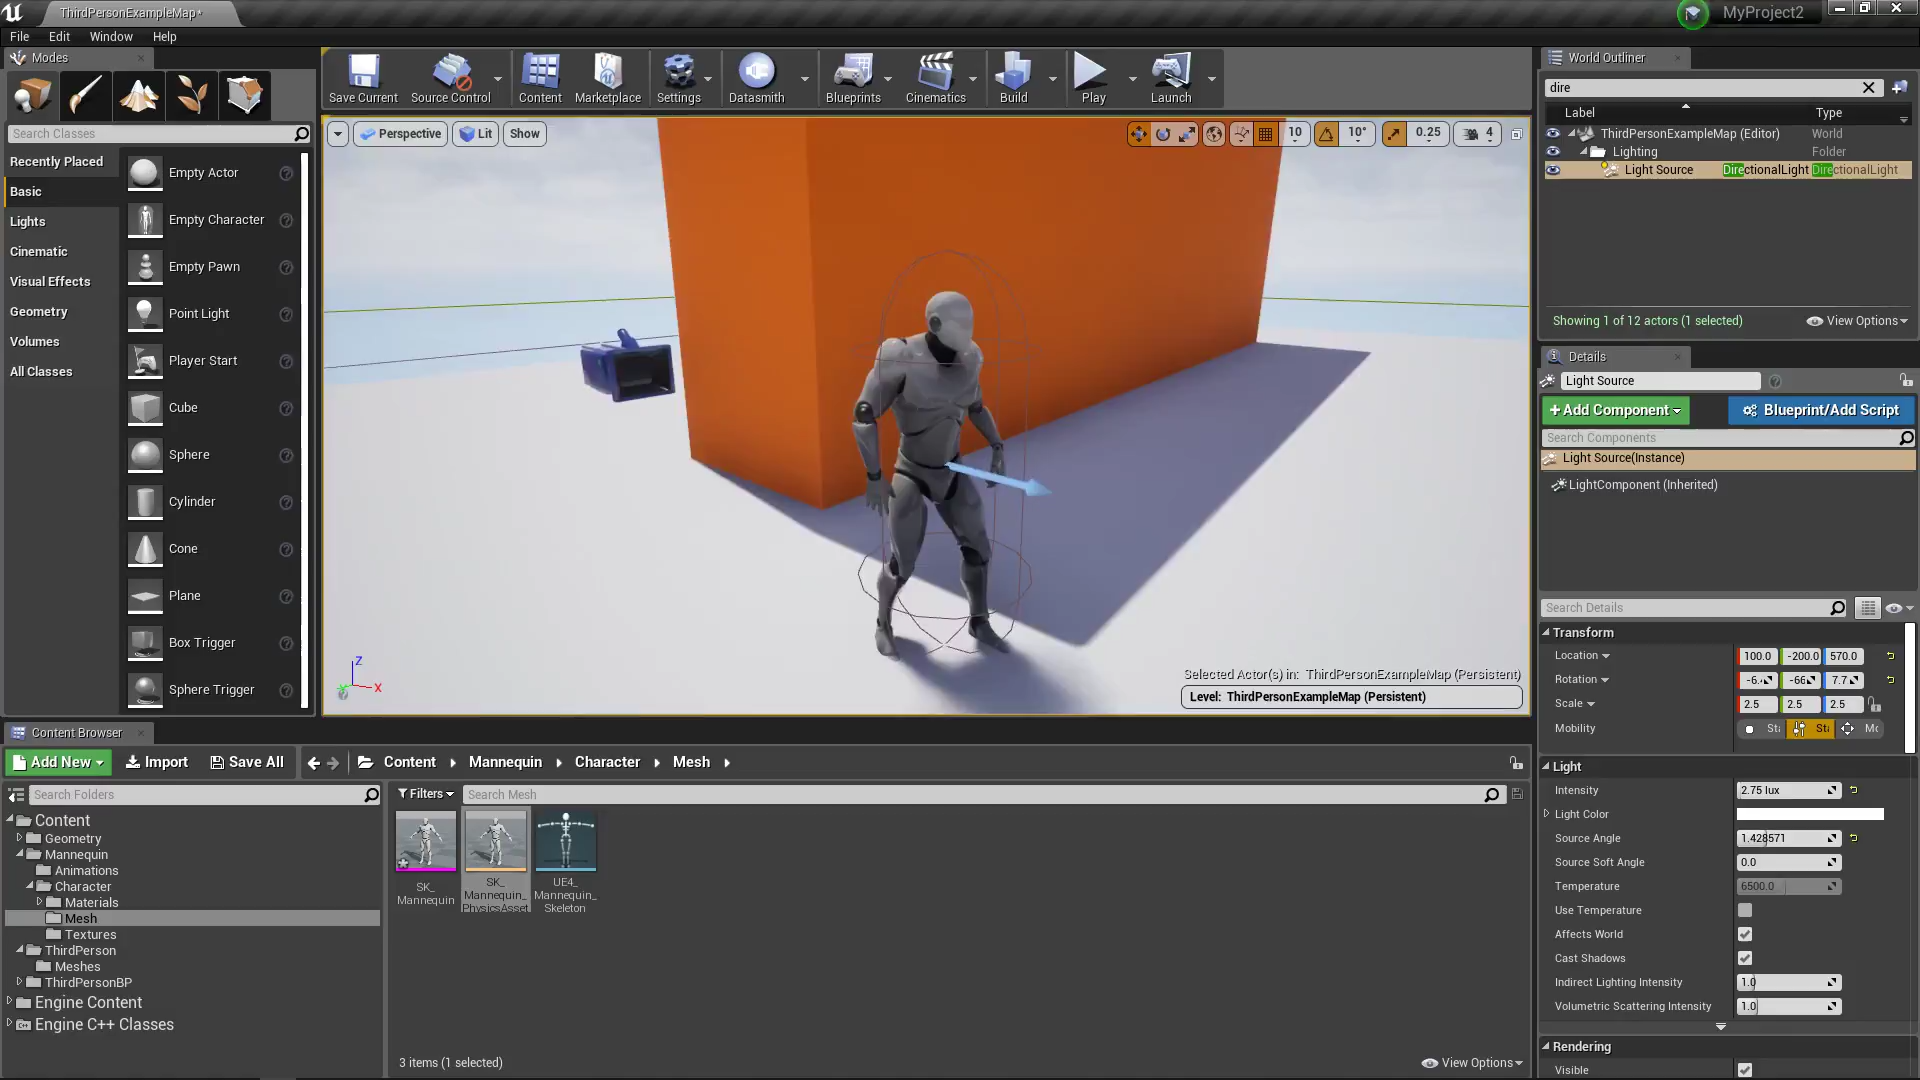 ThirdPersonExampleMap*
MyProject2
File Edit Window Help
Modes
Search Classes
Recently Placed
Basic
Lights
Cinematic
Visual Effects
Geometry
Volumes
All Classes
Empty Actor
Empty Character
Empty Pawn
Point Light
Player Start
Cube
Sphere
Cylinder
Cone
Plane
Box Trigger
Sphere Trigger
Save Current Source Control Content Marketplace Settings Datasmith Blueprints Cinematics Build Play Launch
Perspective Lit Show
10 10° 0.25 4
Z
X
Selected Actor(s) in: ThirdPersonExampleMap (Persistent)
Level: ThirdPersonExampleMap (Persistent)
World Outliner
dire
Label Type
ThirdPersonExampleMap (Editor) World
Lighting Folder
Light Source DirectionalLight DirectionalLight
Showing 1 of 12 actors (1 selected) View Options
Details
Light Source
+Add Component Blueprint/Add Script
Search Components
Light Source(Instance)
LightComponent (Inherited)
Search Details
Transform
Location 100.0 -200.0 570.0
Rotation -6. -66 7.7
Scale 2.5 2.5 2.5
Mobility Sta Sta Mo
Light
Intensity 2.75 lux
Light Color
Source Angle 1.428571
Source Soft Angle 0.0
Temperature 6500.0
Use Temperature
Affects World
Cast Shadows
Indirect Lighting Intensity 1.0
Volumetric Scattering Intensity 1.0
Rendering
Visible
Content Browser
Add New Import Save All Content Mannequin Character Mesh
Search Folders
Content
Geometry
Mannequin
Animations
Character
Materials
Mesh
Textures
ThirdPerson
Meshes
ThirdPersonBP
Engine Content
Engine C++ Classes
Filters Search Mesh
SK_
Mannequin
SK_
Mannequin_
PhysicsAsset
UE4_
Mannequin_
Skeleton
3 items (1 selected) View Options